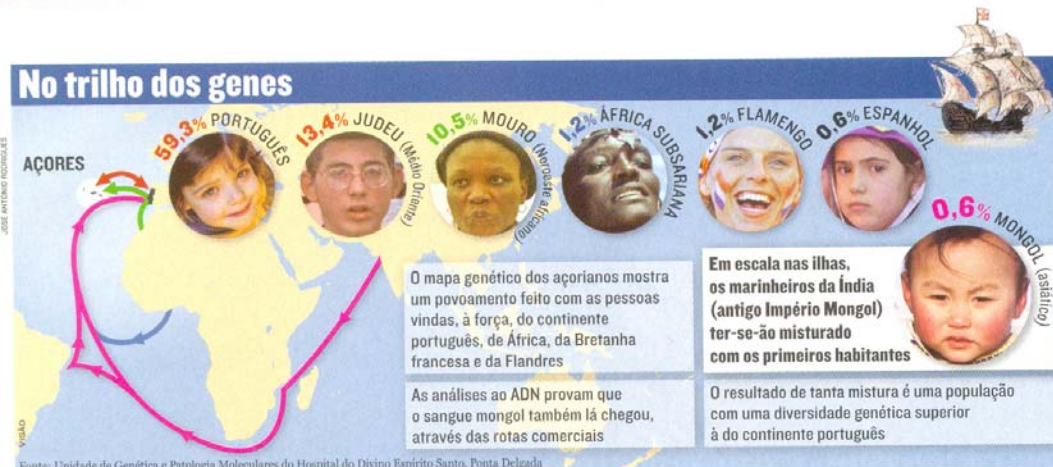 No trilho dos genes
JOSÉ ANTÓNIO RODRIGUES
AÇORES
59,3% PORTUGUÊS
13,4% JUDEU (Médio Oriente)
10,5% MOURO (Noroeste africano)
1,2% ÁFRICA SUBSARIANA
1,2% FLAMENGO
0,6% ESPANHOL
0,6% MONGOL (asiático)
O mapa genético dos açorianos mostra
um povoamento feito com as pessoas
vindas, à força, do continente
português, de África, da Bretanha
francesa e da Flandres
As análises ao ADN provam que
o sangue mongol também lá chegou,
através das rotas comerciais
Em escala nas ilhas,
os marinheiros da Índia
(antigo Império Mongol)
ter-se-ão misturado
com os primeiros habitantes
O resultado de tanta mistura é uma população
com uma diversidade genética superior
à do continente português
VISÃO
Fonte: Unidade de Genética e Patologia Moleculares do Hospital do Divino Espírito Santo, Ponta Delgada